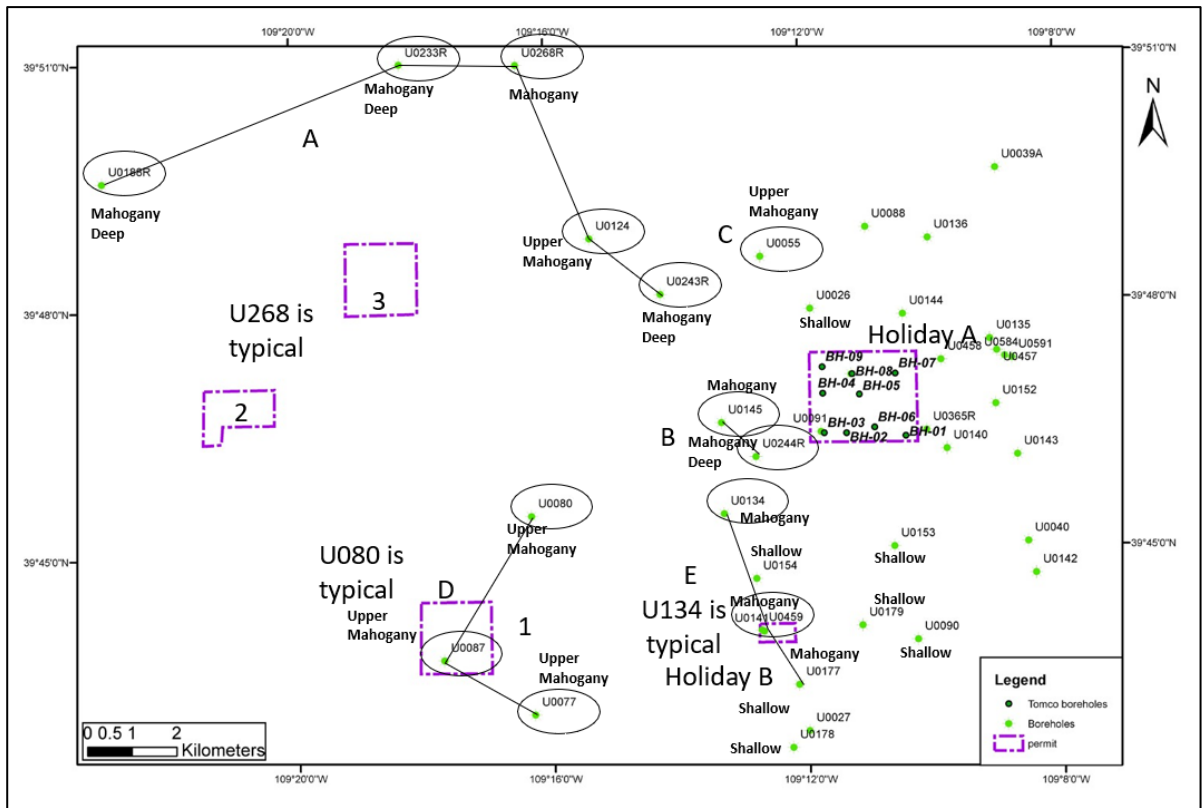 109°20'0"W
109°16'0"W
109°12'0"W
109°8'0"W
39°51'0"N
39°51'0"N
N
U0233R
U0268R
Mahogany
Deep
Mahogany
A
U0039A
U0188R
Mahogany
Deep
Upper
Mahogany
U0088
U0136
U0124
C
U0055
Upper
Mahogany
U0243R
Mahogany
Deep
39°48'0"N
39°48'0"N
3
U268 is
typical
U0026
Shallow
U0144
Holiday A
U0135
U0458
U0584
U0591
U0457
BH-09
BH-08
BH-07
BH-04
BH-05
U0152
2
Mahogany
U0145
B
Mahogany
Deep
U0244R
U0091
BH-03
BH-02
BH-06
BH-01
U0365R
U0140
U0143
U0080
Upper
Mahogany
U0134
Mahogany
39°45'0"N
39°45'0"N
U0153
Shallow
U0040
U0142
U080 is
typical
D
Shallow
U0154
E
Mahogany
U0141
U0459
U134 is
typical
Shallow
U0179
U0090
Shallow
Upper
Mahogany
1
U0087
Mahogany
Holiday B
U0177
Shallow
Upper
Mahogany
U0077
U0027
U0178
Shallow
Legend
Tomco boreholes
Boreholes
permit
0 0.5 1 2
Kilometers
109°20'0"W
109°16'0"W
109°12'0"W
109°8'0"W